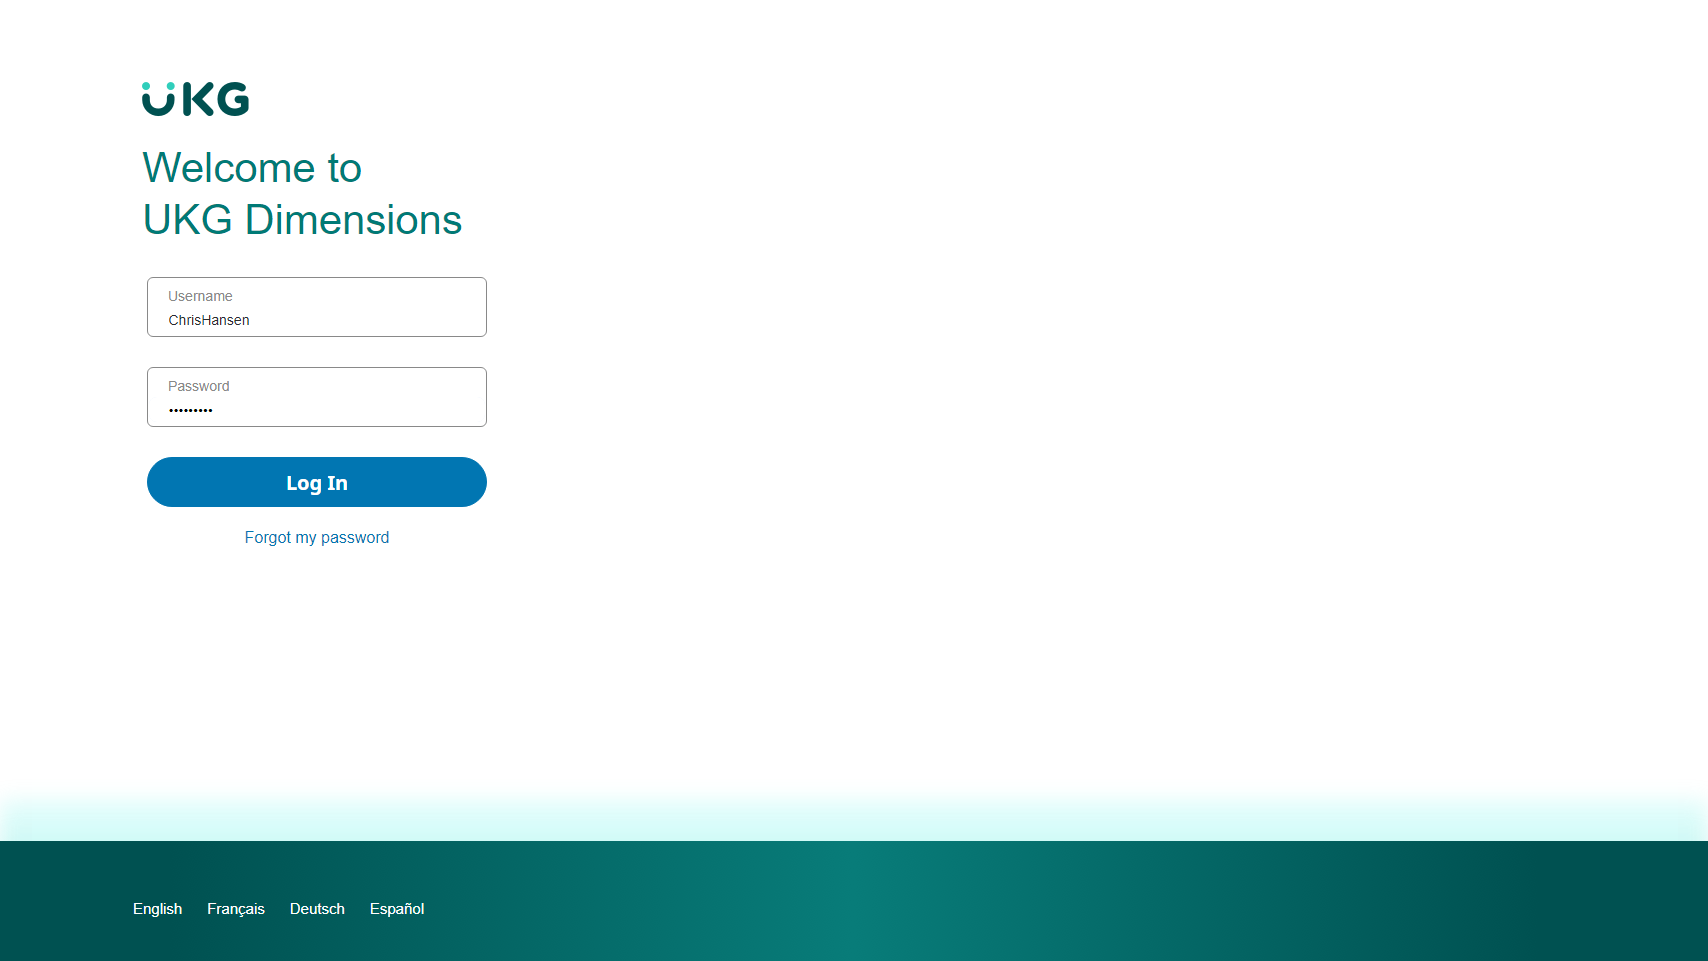 UKG
Welcome to
UKG Dimensions
Username
ChrisHansen
Password
•••••••••
Log In
Forgot my password
English Français Deutsch Español